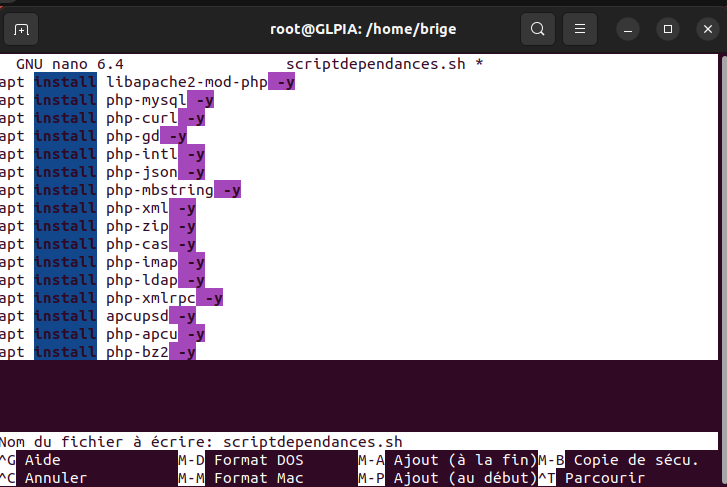 root@GLPIA: /home/brige
GNU nano 6.4 scriptdependances.sh *
apt install libapache2-mod-php -y
apt install php-mysql -y
apt install php-curl -y
apt install php-gd -y
apt install php-intl -y
apt install php-json -y
apt install php-mbstring -y
apt install php-xml -y
apt install php-zip -y
apt install php-cas -y
apt install php-imap -y
apt install php-ldap -y
apt install php-xmlrpc -y
apt install apcupsd -y
apt install php-apcu -y
apt install php-bz2 -y
Nom du fichier à écrire: scriptdependances.sh
^G Aide M-D Format DOS M-A Ajout (à la fin) M-B Copie de sécu.
^C Annuler M-M Format Mac M-P Ajout (au début) ^T Parcourir